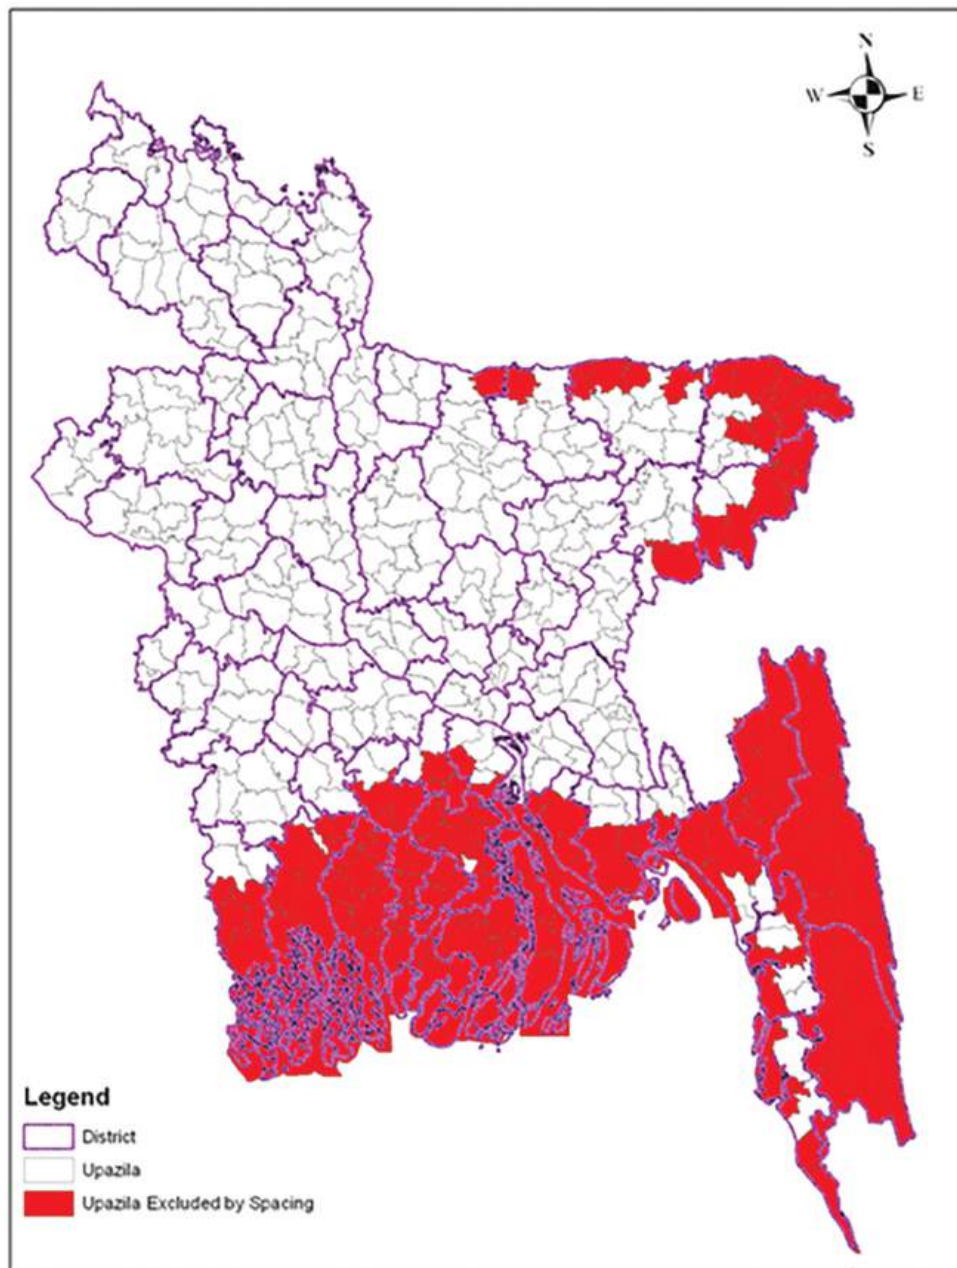 N
W E
S
Legend
District
Upazila
Upazila Excluded by Spacing